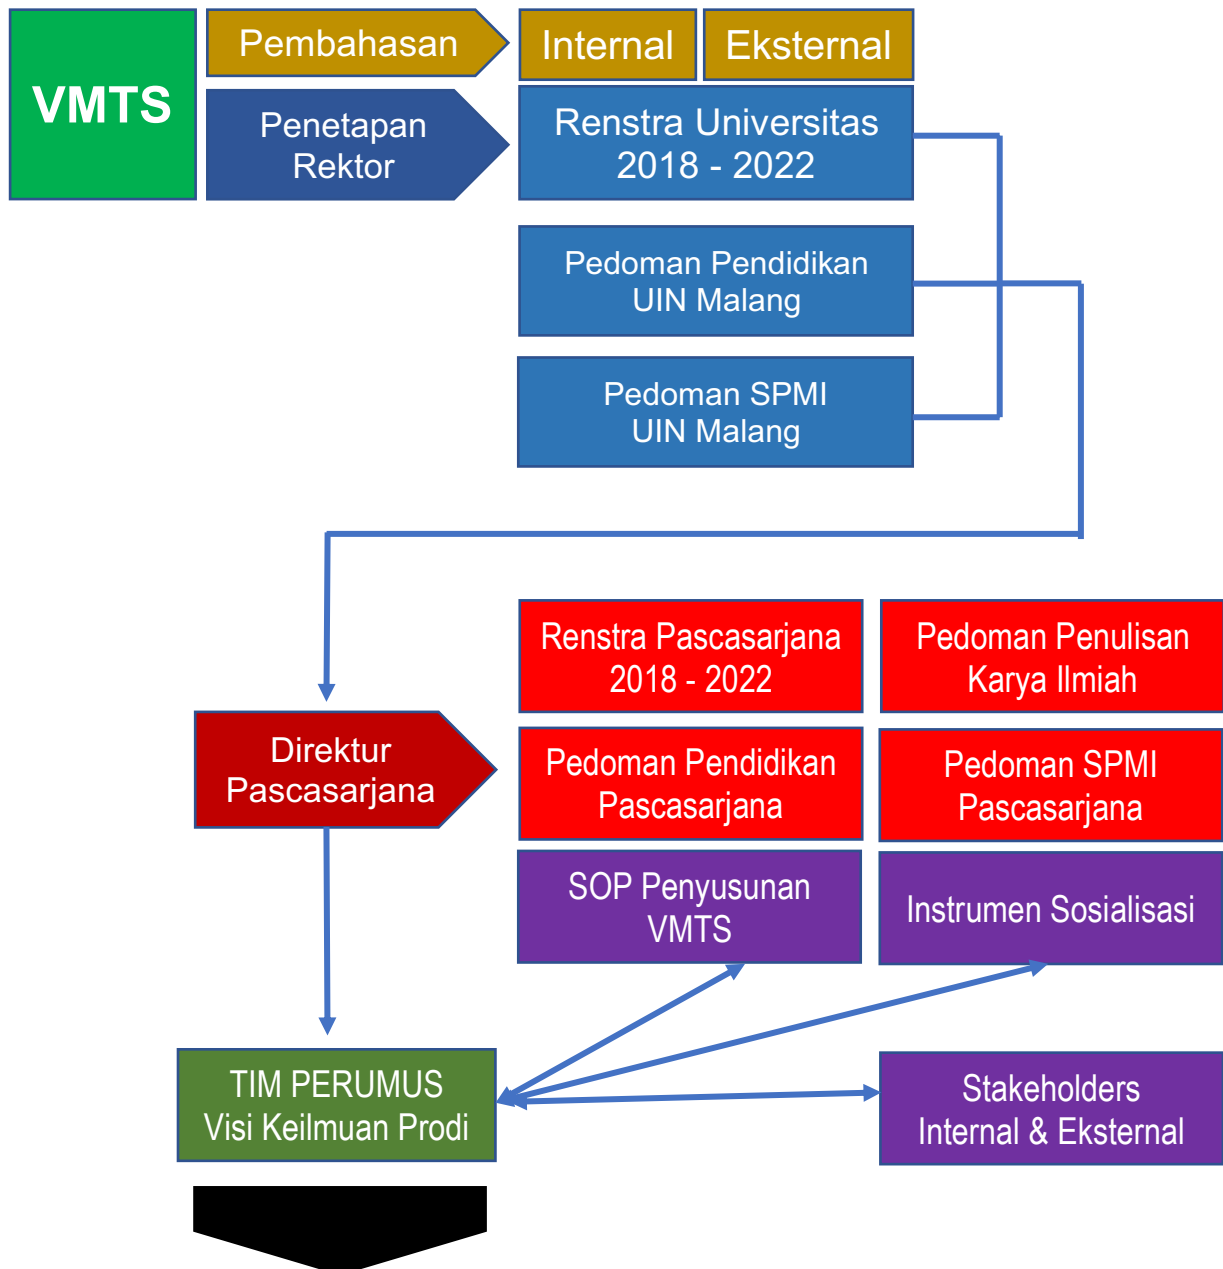 VMTS
Pembahasan
Internal
Eksternal
Penetapan
Rektor
Renstra Universitas
2018 - 2022
Pedoman Pendidikan
UIN Malang
Pedoman SPMI
UIN Malang
Direktur
Pascasarjana
Renstra Pascasarjana
2018 - 2022
Pedoman Penulisan
Karya Ilmiah
Pedoman Pendidikan
Pascasarjana
Pedoman SPMI
Pascasarjana
SOP Penyusunan
VMTS
Instrumen Sosialisasi
TIM PERUMUS
Visi Keilmuan Prodi
Stakeholders
Internal & Eksternal